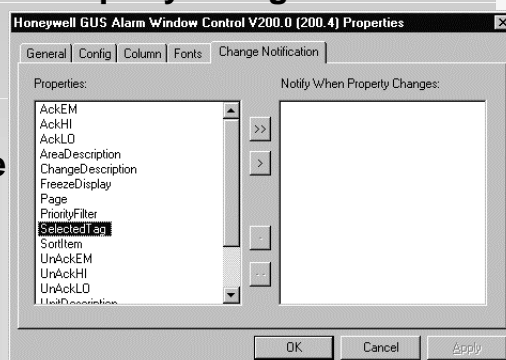 Honeywell GUS Alarm Window Control V200.0 (200.4) Properties
General Config Column Fonts Change Notification
Properties: Notify When Property Changes:
AckEM
AckHI
AckLO
AreaDescription
ChangeDescription
FreezeDisplay
Page
PriorityFilter
SelectedTag
SortItem
UnAckEM
UnAckHI
UnAckLO
UnitDescription
>>
>
OK Cancel Apply